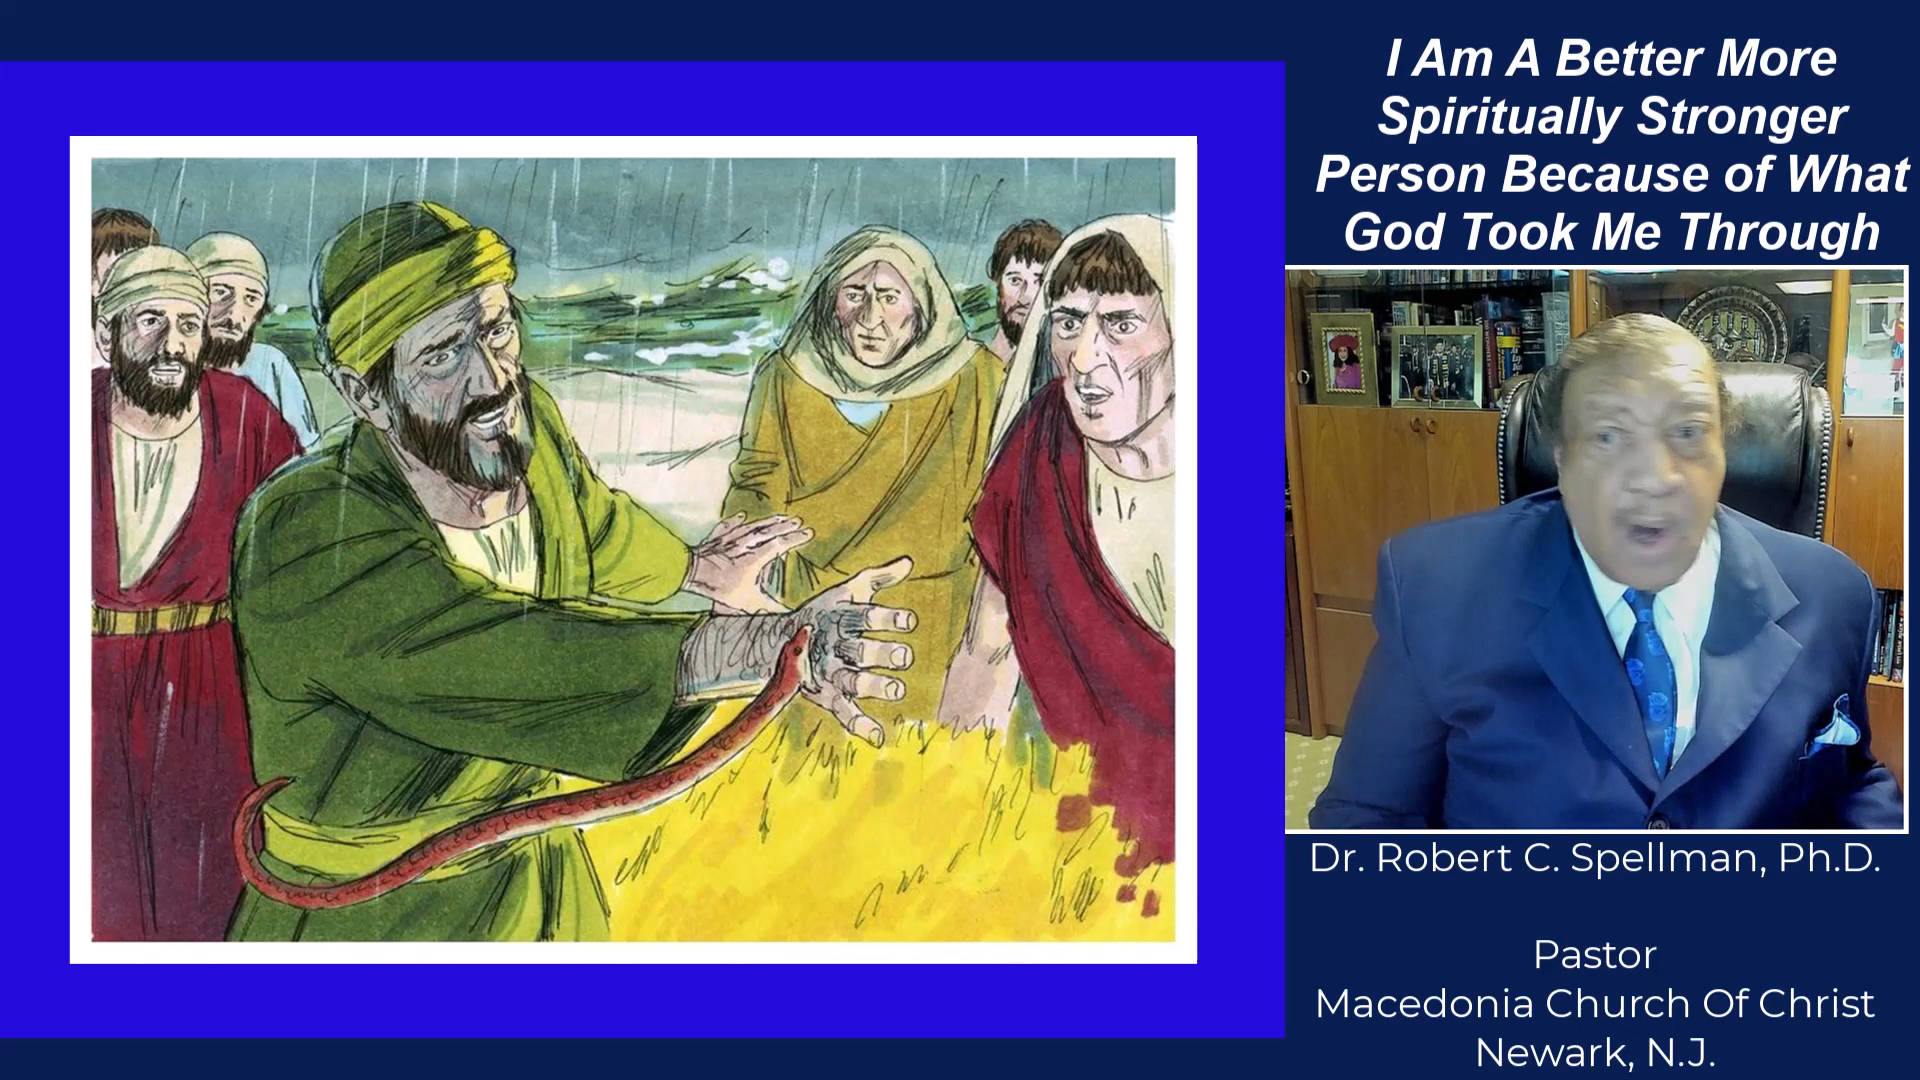 I Am A Better More
Spiritually Stronger
Person Because of What
God Took Me Through
Dr. Robert C. Spellman, Ph.D.
Pastor
Macedonia Church Of Christ
Newark, N.J.